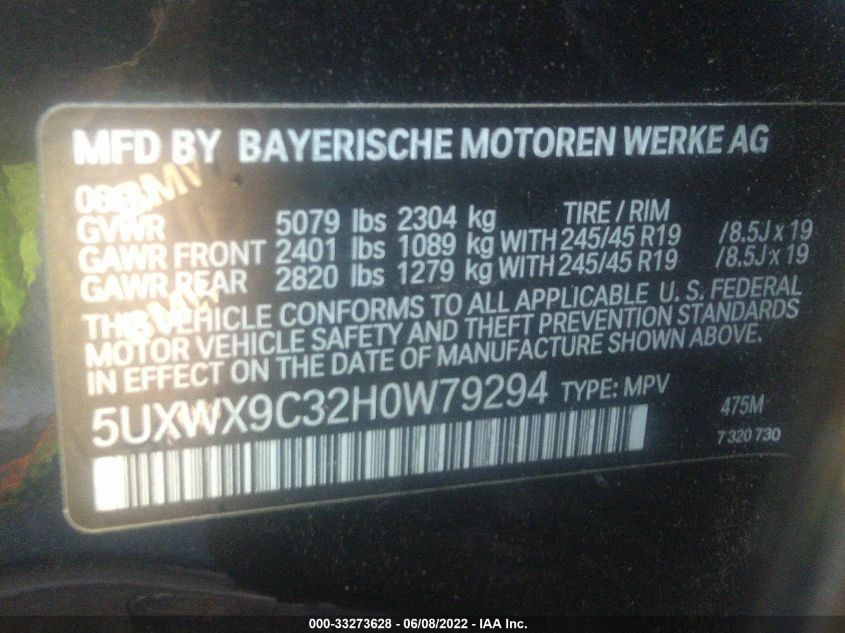 MFD BY BAYERISCHE MOTOREN WERKE AG
GVWR 5079 lbs 2304 kg TIRE / RIM
GAWR FRONT 2401 lbs 1089 kg WITH 245/45 R19 /8.5J x 19
GAWR REAR 2820 lbs 1279 kg WITH 245/45 R19 /8.5J x 19
THIS VEHICLE CONFORMS TO ALL APPLICABLE U.S. FEDERAL
MOTOR VEHICLE SAFETY AND THEFT PREVENTION STANDARDS
IN EFFECT ON THE DATE OF MANUFACTURE SHOWN ABOVE.
5UXWX9C32H0W79294 TYPE: MPV 475M
7 320 730
000-33273628 - 06/08/2022 - IAA Inc.